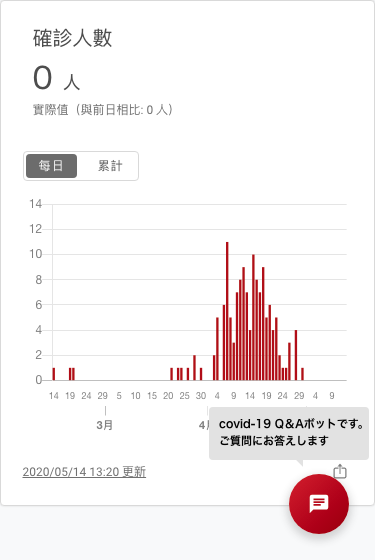 確診人數
0 人
實際值（與前日相比: 0 人）
每日 累計
14
12
10
8
6
4
2
0
14 19 24 29 5 10 15 20 25 30 4 9 14 19 24 29 4 9
3月 4月
covid-19 Q&Aボットです。
ご質問にお答えします
2020/05/14 13:20 更新